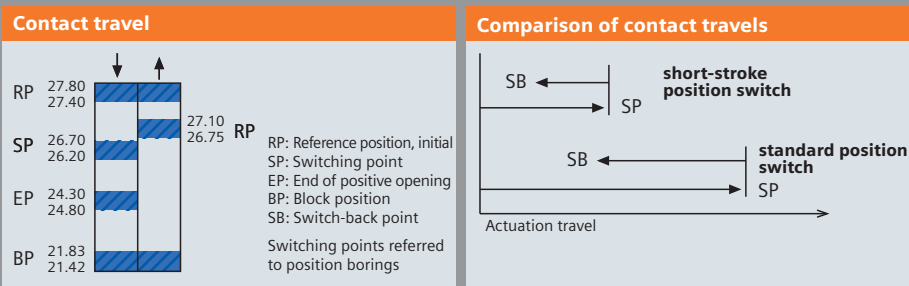 Contact travel
RP 27.80
27.40
27.10
26.75 RP
SP 26.70
26.20
EP 24.30
24.80
BP 21.83
21.42
RP: Reference position, initial
SP: Switching point
EP: End of positive opening
BP: Block position
SB: Switch-back point
Switching points referred
to position borings
Comparison of contact travels
SB
SP
short-stroke
position switch
SB
SP
standard position
switch
Actuation travel